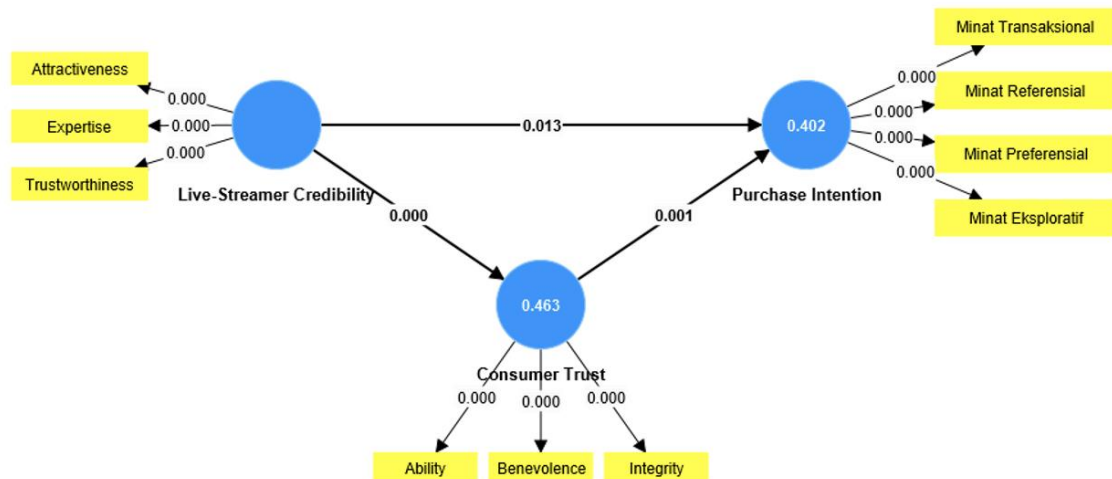 Minat Transaksional
Attractiveness
0.000
0.000
Minat Referensial
Expertise
0.000
0.013
0.402
0.000
0.000
Minat Preferensial
0.000
Trustworthiness
0.000
Live-Streamer Credibility
Purchase Intention
0.000
0.001
Minat Eksploratif
0.463
Consumer Trust
0.000
0.000
0.000
Ability
Benevolence
Integrity